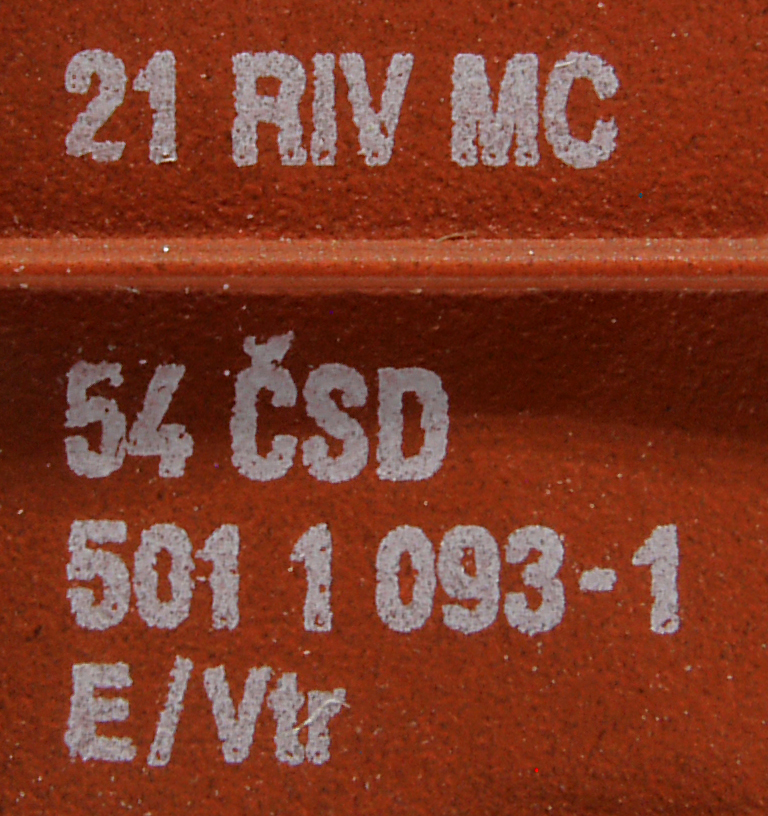 21 RIV MC
54 ČSD
501 1 093-1
E/Vtr